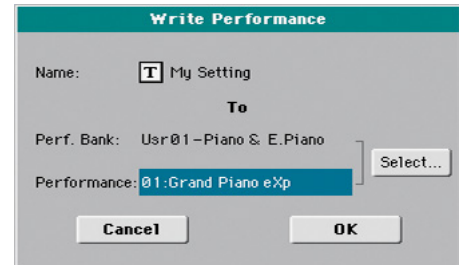 Write Performance
Name: T My Setting
To
Perf. Bank: Usr01-Piano & E.Piano
Select...
Performance: 01:Grand Piano eXp
Cancel OK